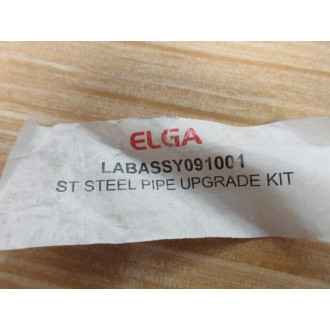 ELGA
LABASSY091001
ST STEEL PIPE UPGRADE KIT